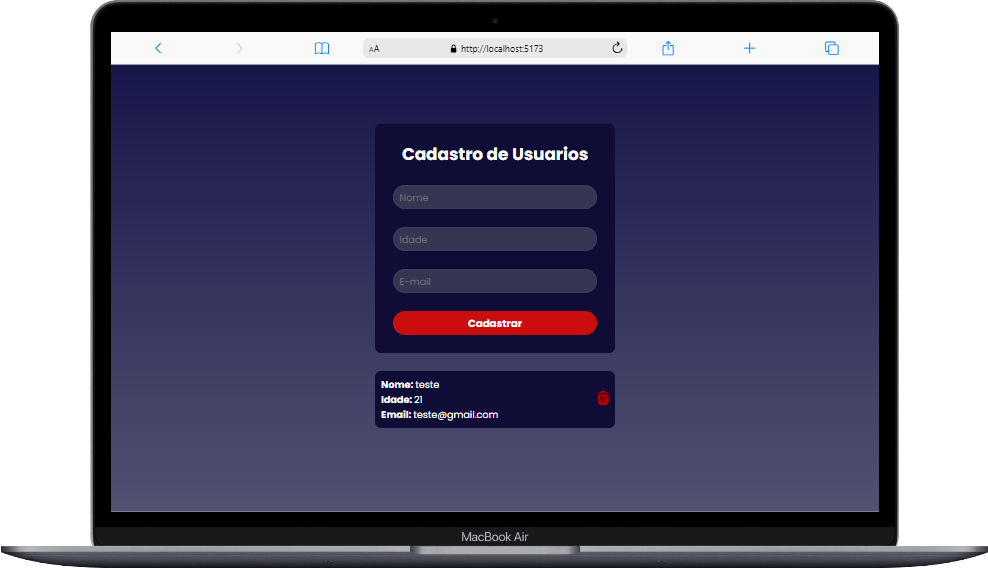 AA http://localhost:5173
Cadastro de Usuarios
Nome
Idade
E-mail
Cadastrar
Nome: teste
Idade: 21
Email: teste@gmail.com
MacBook Air